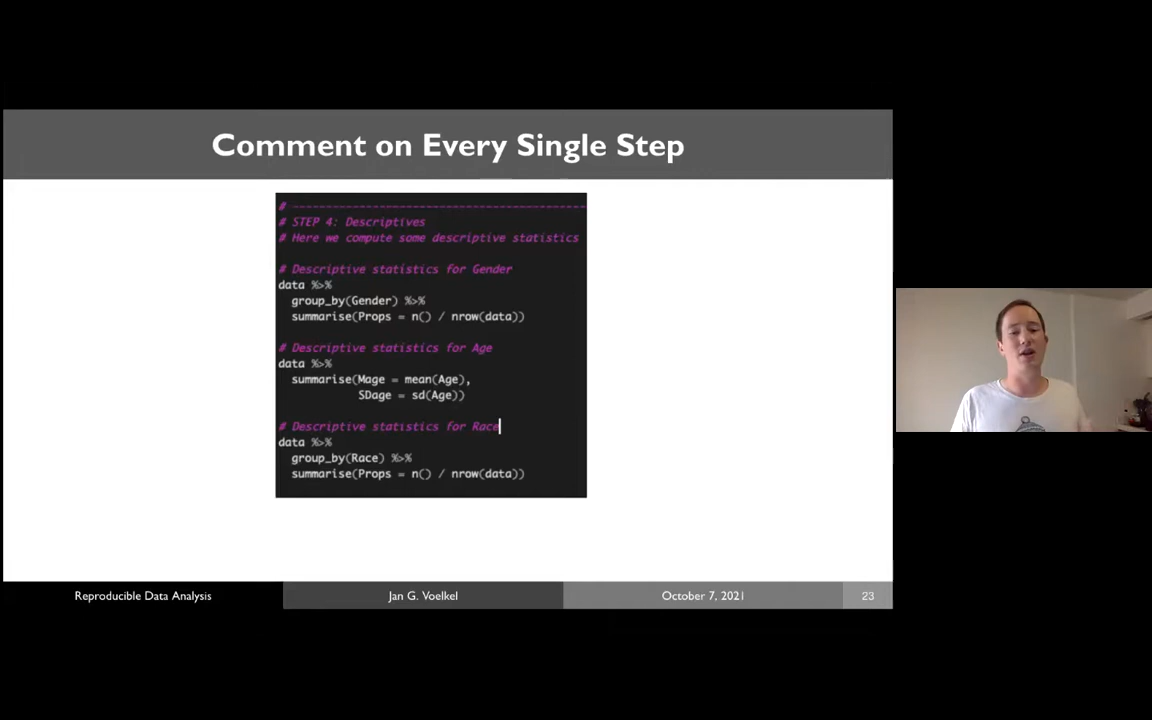 Comment on Every Single Step
# ---------------------------------------------
# STEP 4: Descriptives
# Here we compute some descriptive statistics
# Descriptive statistics for Gender
data %>%
group_by(Gender) %>%
summarise(Props = n() / nrow(data))
# Descriptive statistics for Age
data %>%
summarise(Mage = mean(Age),
SDage = sd(Age))
# Descriptive statistics for Race
data %>%
group_by(Race) %>%
summarise(Props = n() / nrow(data))
Reproducible Data Analysis
Jan G. Voelkel
October 7, 2021
23